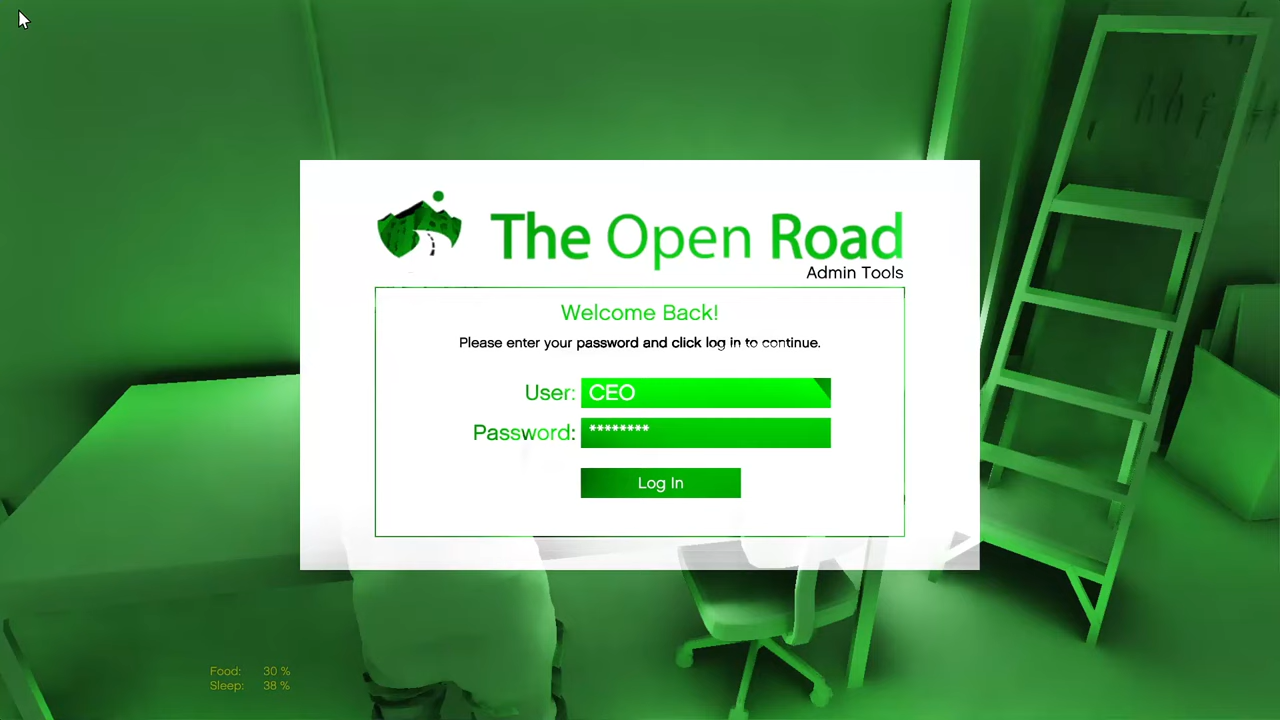 The Open Road
Admin Tools
Welcome Back!
Please enter your password and click log in to continue.
User: CEO
Password: ********
Log In
Food: 30 %
Sleep: 38 %